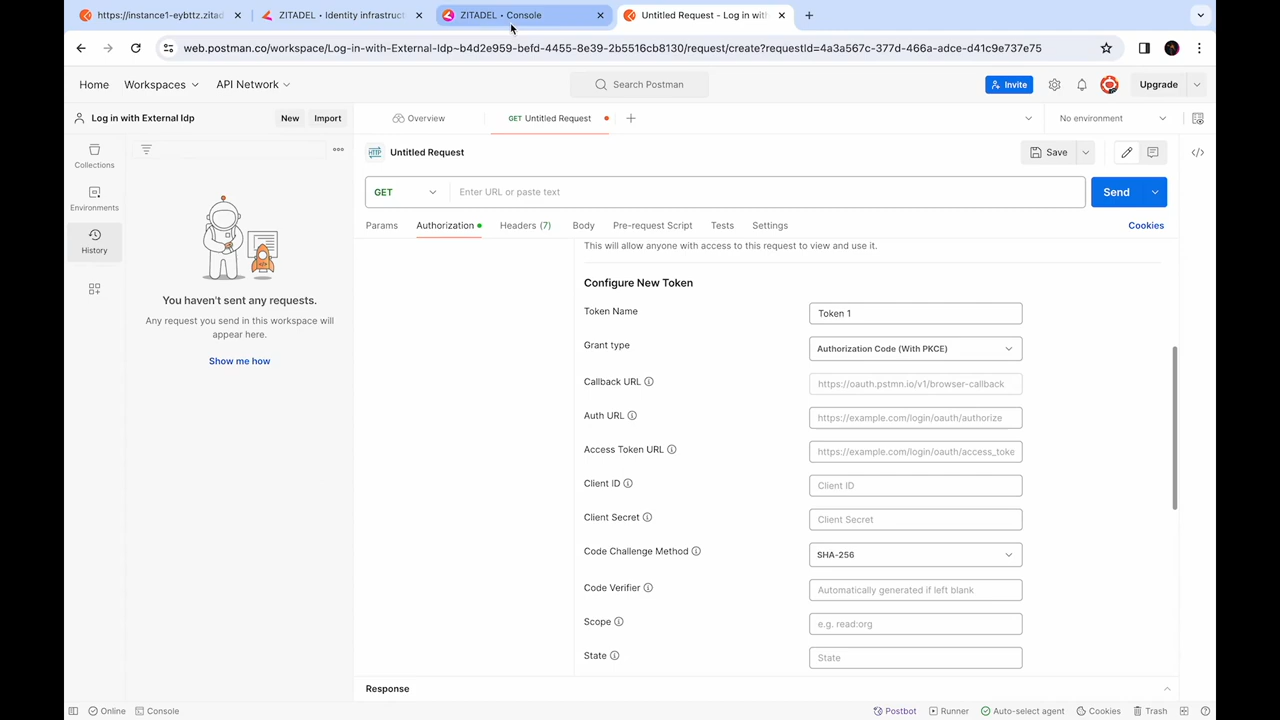 https://instance1-eybttz.zitad
ZITADEL • Identity infrastruct
ZITADEL • Console
Untitled Request - Log in with
web.postman.co/workspace/Log-in-with-External-Idp~b4d2e959-befd-4455-8e39-2b5516cb8130/request/create?requestId=4a3a567c-377d-466a-adce-d41c9e737e75
Home
Workspaces
API Network
Search Postman
Invite
Upgrade
Log in with External Idp
New
Import
Overview
GET Untitled Request
No environment
Collections
Environments
History
HTTP
Untitled Request
Save
GET
Enter URL or paste text
Send
Params
Authorization
Headers (7)
Body
Pre-request Script
Tests
Settings
Cookies
You haven't sent any requests.
Any request you send in this workspace will
appear here.
Show me how
This will allow anyone with access to this request to view and use it.
Configure New Token
Token Name
Token 1
Grant type
Authorization Code (With PKCE)
Callback URL
https://oauth.pstmn.io/v1/browser-callback
Auth URL
https://example.com/login/oauth/authorize
Access Token URL
https://example.com/login/oauth/access_toke
Client ID
Client ID
Client Secret
Client Secret
Code Challenge Method
SHA-256
Code Verifier
Automatically generated if left blank
Scope
e.g. read:org
State
State
Response
Online
Console
Postbot
Runner
Auto-select agent
Cookies
Trash